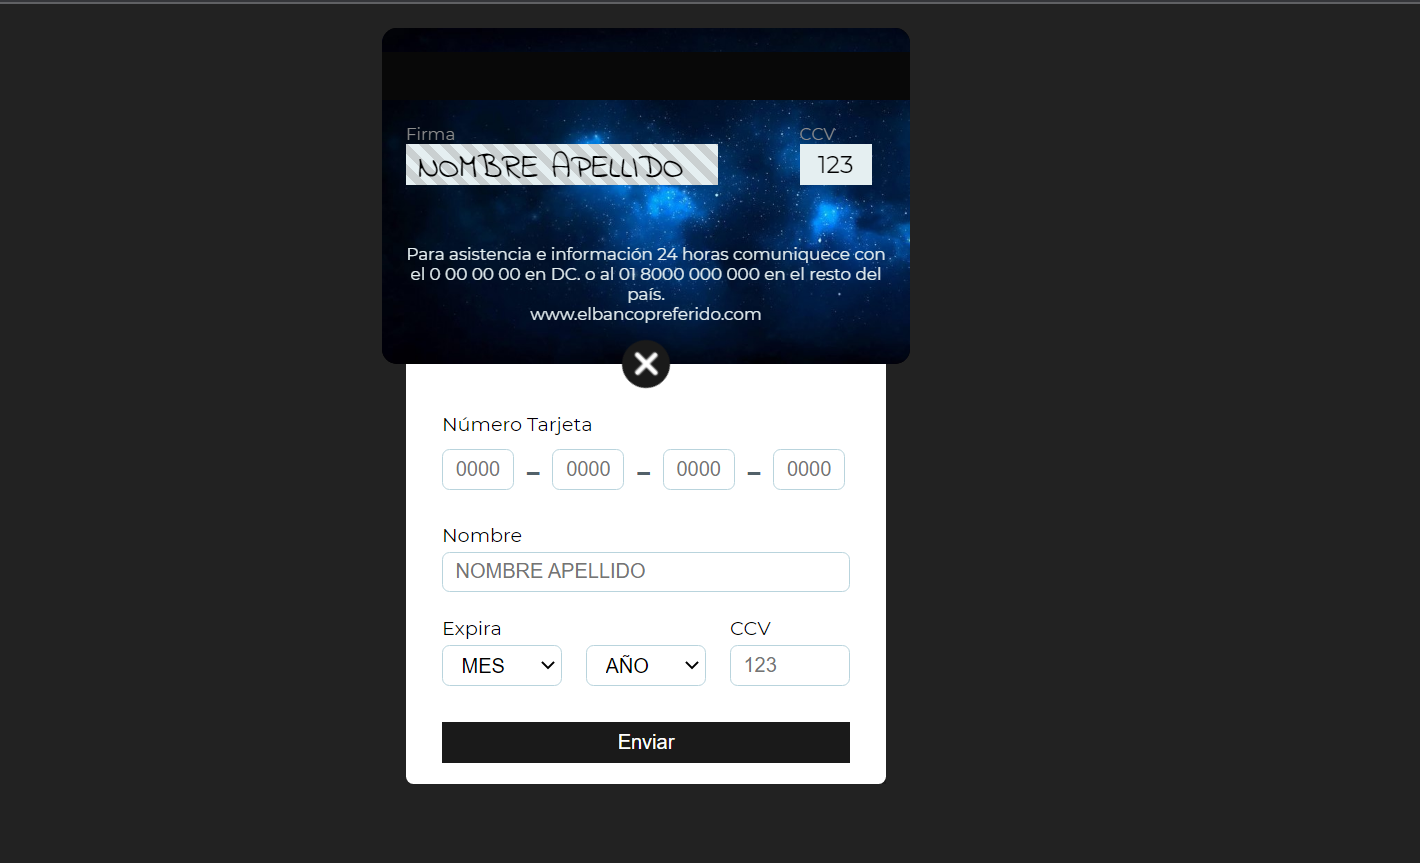 Firma CCV
NOMBRE APELLIDO 123
Para asistencia e información 24 horas comuniquece con
el 0 00 00 00 en DC. o al 01 8000 000 000 en el resto del
país.
www.elbancopreferido.com
Número Tarjeta
0000 – 0000 – 0000 – 0000
Nombre
NOMBRE APELLIDO
Expira CCV
MES AÑO 123
Enviar